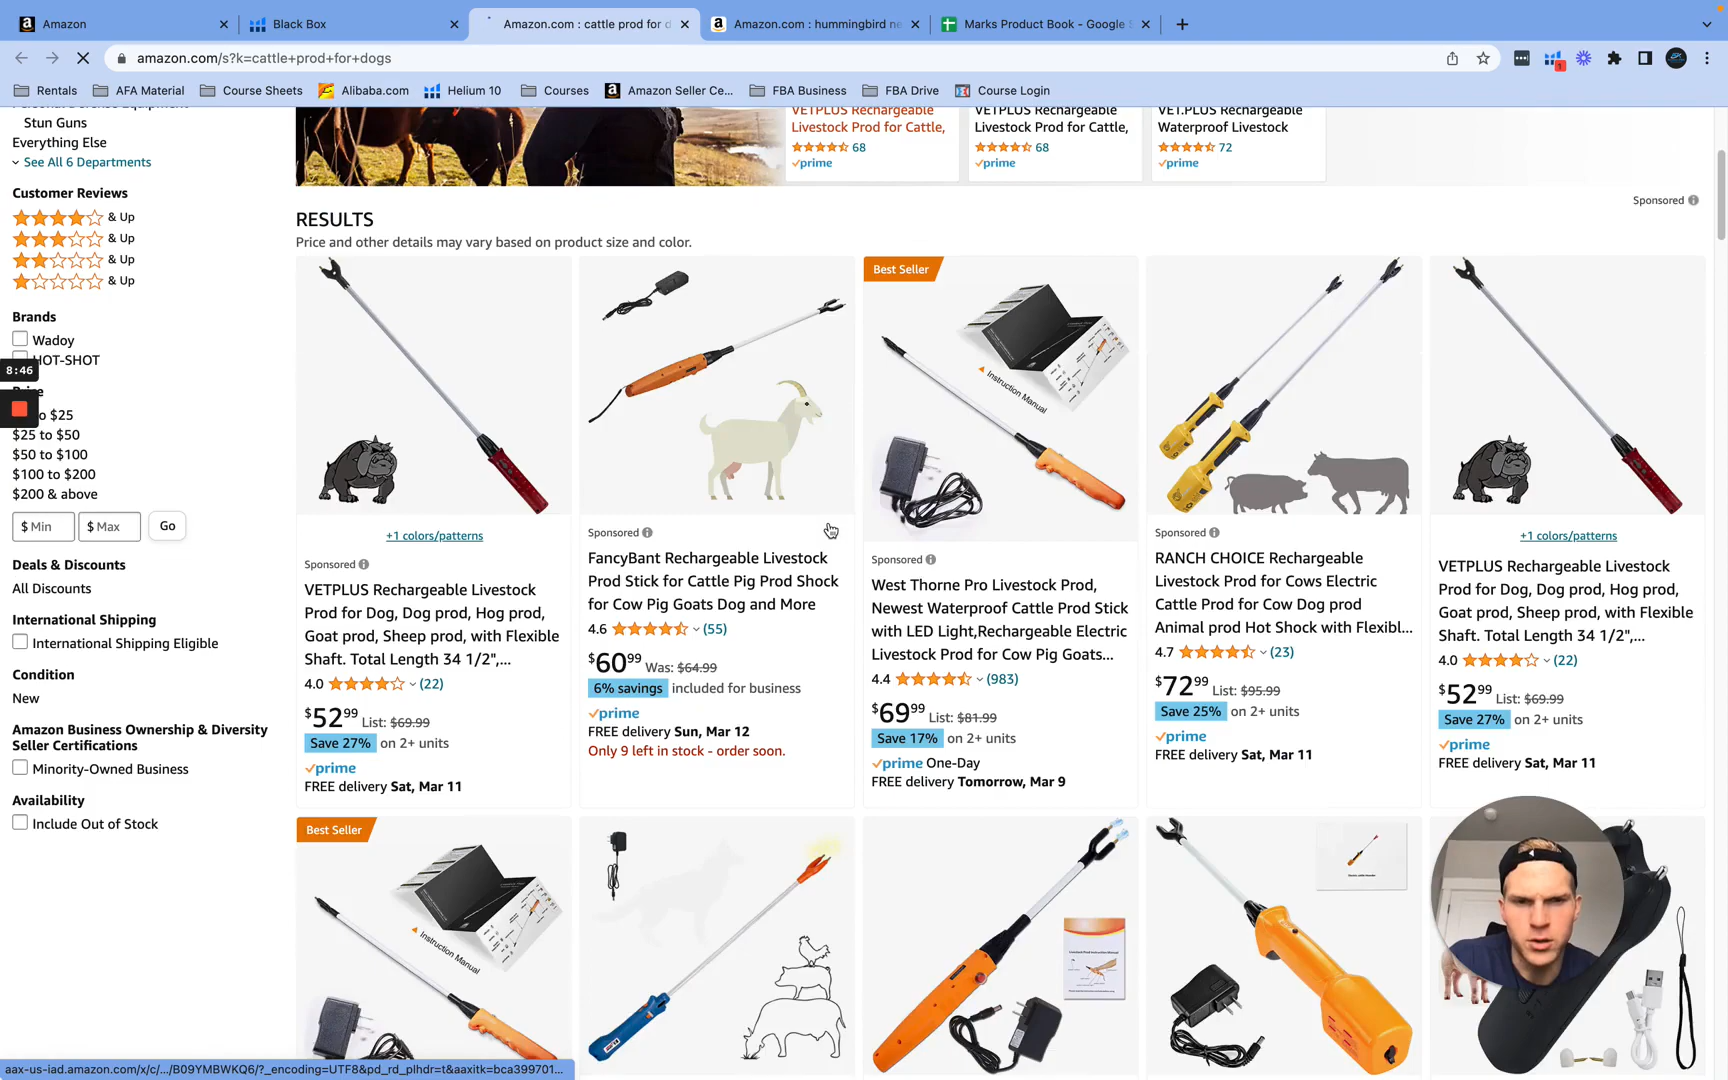 Amazon
Black Box
Amazon.com : cattle prod for d
Amazon.com : hummingbird ne
Marks Product Book - Google S
amazon.com/s?k=cattle+prod+for+dogs
1
Rentals
AFA Material
Course Sheets
Alibaba.com
Helium 10
Courses
Amazon Seller Ce...
FBA Business
FBA Drive
Course Login
Personal Defense Equipment
Stun Guns
Everything Else
See All 6 Departments
Customer Reviews
& Up
& Up
& Up
& Up
Brands
Wadoy
HOT-SHOT
8:46
Price
to $25
$25 to $50
$50 to $100
$100 to $200
$200 & above
$ Min
$ Max
Go
Deals & Discounts
All Discounts
International Shipping
International Shipping Eligible
Condition
New
Amazon Business Ownership & Diversity
Seller Certifications
Minority-Owned Business
Availability
Include Out of Stock
VETPLUS Rechargeable
Livestock Prod for Cattle,
68
prime
VETPLUS Rechargeable
Livestock Prod for Cattle,
68
prime
VET.PLUS Rechargeable
Waterproof Livestock
72
prime
Sponsored
RESULTS
Price and other details may vary based on product size and color.
+1 colors/patterns
Sponsored
VETPLUS Rechargeable Livestock
Prod for Dog, Dog prod, Hog prod,
Goat prod, Sheep prod, with Flexible
Shaft. Total Length 34 1/2",...
4.0 (22)
$52.99 List: $69.99
Save 27% on 2+ units
prime
FREE delivery Sat, Mar 11
Sponsored
FancyBant Rechargeable Livestock
Prod Stick for Cattle Pig Prod Shock
for Cow Pig Goats Dog and More
4.6 (55)
$60.99 Was: $64.99
6% savings included for business
prime
FREE delivery Sun, Mar 12
Only 9 left in stock - order soon.
Best Seller
Instruction Manual
Sponsored
West Thorne Pro Livestock Prod,
Newest Waterproof Cattle Prod Stick
with LED Light,Rechargeable Electric
Livestock Prod for Cow Pig Goats...
4.4 (983)
$69.99 List: $81.99
Save 17% on 2+ units
prime One-Day
FREE delivery Tomorrow, Mar 9
Sponsored
RANCH CHOICE Rechargeable
Livestock Prod for Cows Electric
Cattle Prod for Cow Dog prod
Animal prod Hot Shock with Flexibl...
4.7 (23)
$72.99 List: $95.99
Save 25% on 2+ units
prime
FREE delivery Sat, Mar 11
+1 colors/patterns
VETPLUS Rechargeable Livestock
Prod for Dog, Dog prod, Hog prod,
Goat prod, Sheep prod, with Flexible
Shaft. Total Length 34 1/2",...
4.0 (22)
$52.99 List: $69.99
Save 27% on 2+ units
prime
FREE delivery Sat, Mar 11
Best Seller
Instruction Manual
aax-us-iad.amazon.com/x/c/.../B09YMBWKQ6/?_encoding=UTF8&pd_rd_plhdr=t&aaxitk=bca399701...